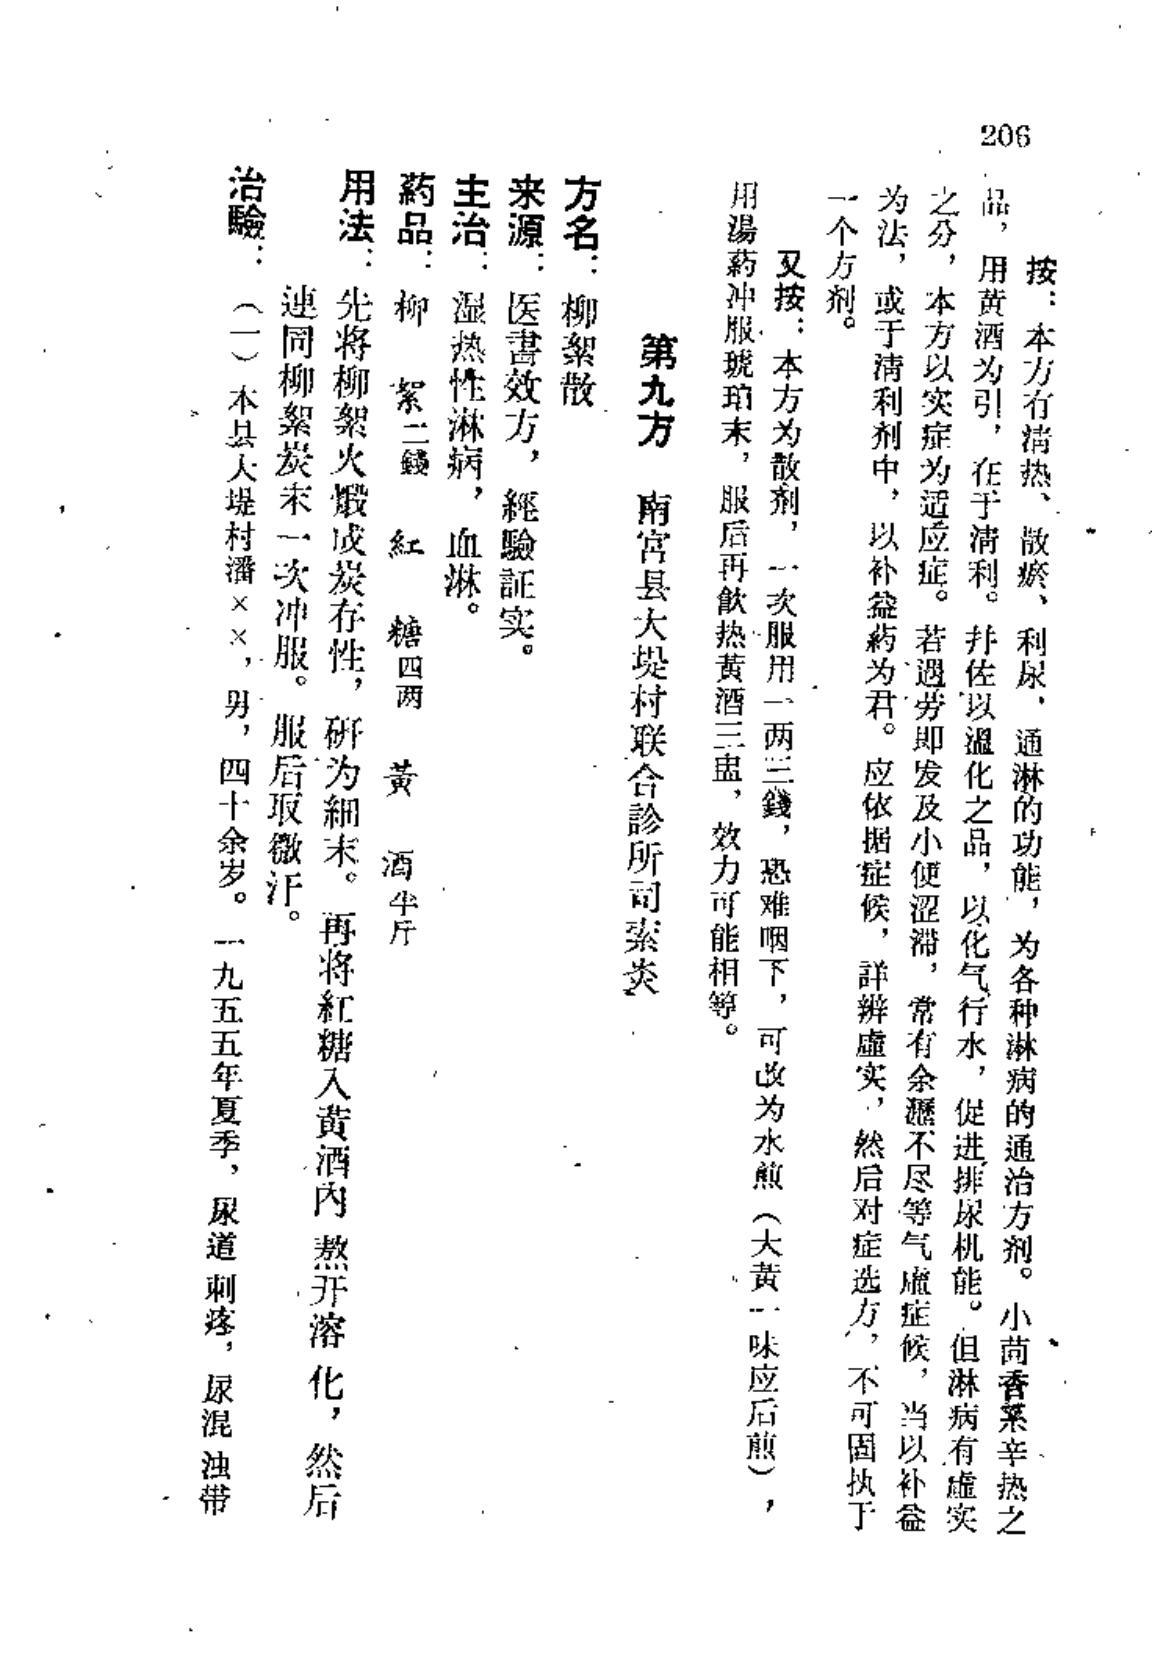 206
按：本方有清热、散瘀、利尿，通淋的功能，为各种淋病的通治方剂。小茴香系辛热之
品，用黄酒为引，在于清利。幷佐以溫化之品，以化气行水，促进排尿机能。但淋病有虛实
之分，本方以实症为适应症。若遇劳即发及小便涩滞，常有余瀝不尽等气虛症候，当以补益
为法，或于清利剂中，以补益药为君。应依据症候，詳辨虛实，然后对症选方，不可固执于
一个方剂。
又按：本方为散剂，一次服用一两三錢，恐难咽下，可改为水煎（大黃一味应后煎），
用湯药冲服琥珀末，服后再飮热黃酒三盅，效力可能相等。
第九方　南宮县大堤村联合診所司索炎
方名：柳絮散
来源：医書效方，經驗証实。
主治：湿热性淋病，血淋。
药品：柳　絮二錢　紅　糖四两　黃　酒半斤
用法：先将柳絮火煅成炭存性，硏为細末。再将紅糖入黄酒內熬开溶化，然后
連同柳絮炭末一次冲服。服后取微汗。
治驗：（一）本县大堤村潘××，男，四十余岁。一九五五年夏季，尿道刺疼，尿混浊带